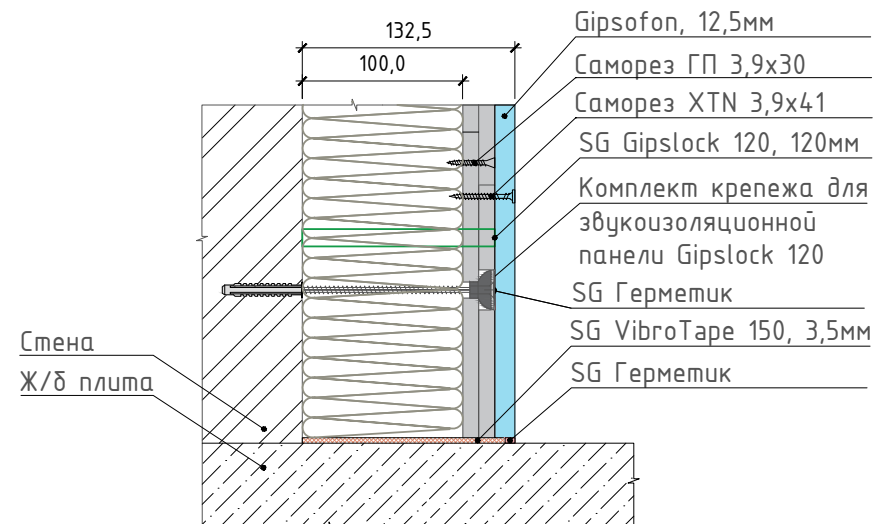 132,5
100,0
Gipsofon, 12,5мм
Саморез ГП 3,9х30
Саморез XTN 3,9х41
SG Gipslock 120, 120мм
Комплект крепежа для
звукоизоляционной
панели Gipslock 120
SG Герметик
SG VibroTape 150, 3,5мм
SG Герметик
Стена
Ж/б плита